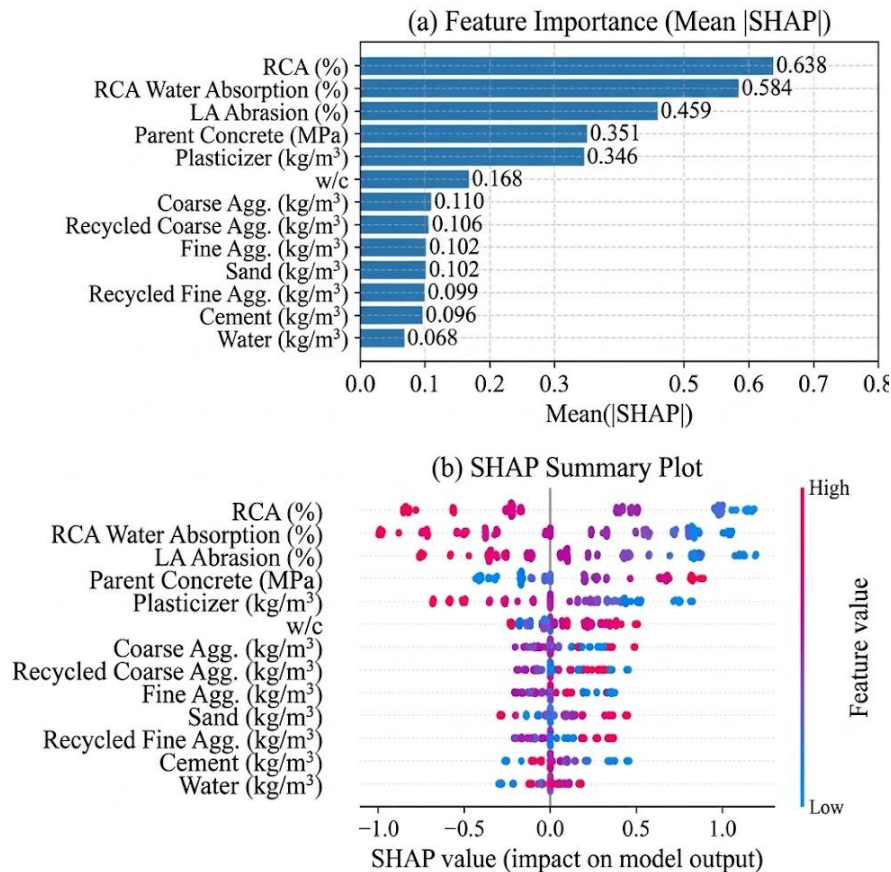 (a) Feature Importance (Mean |SHAP|)
RCA (%) 0.638
RCA Water Absorption (%) 0.584
LA Abrasion (%) 0.459
Parent Concrete (MPa) 0.351
Plasticizer (kg/m³) 0.346
w/c 0.168
Coarse Agg. (kg/m³) 0.110
Recycled Coarse Agg. (kg/m³) 0.106
Fine Agg. (kg/m³) 0.102
Sand (kg/m³) 0.102
Recycled Fine Agg. (kg/m³) 0.099
Cement (kg/m³) 0.096
Water (kg/m³) 0.068
0.0 0.1 0.2 0.3 0.5 0.6 0.7 0.8
Mean(|SHAP|)
(b) SHAP Summary Plot
High
RCA (%)
RCA Water Absorption (%)
LA Abrasion (%)
Parent Concrete (MPa)
Plasticizer (kg/m³)
w/c
Coarse Agg. (kg/m³)
Recycled Coarse Agg. (kg/m³)
Fine Agg. (kg/m³)
Sand (kg/m³)
Recycled Fine Agg. (kg/m³)
Cement (kg/m³)
Water (kg/m³)
Low
Feature value
−1.0 −0.5 0.0 0.5 1.0
SHAP value (impact on model output)